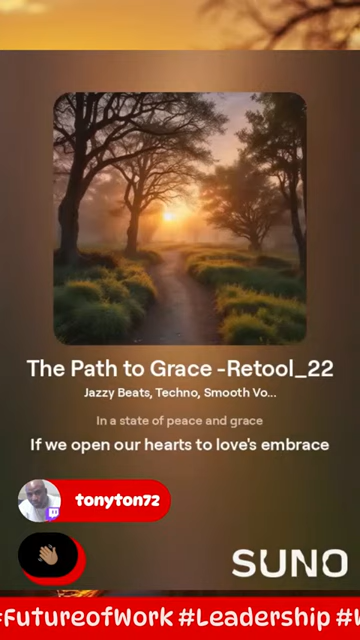 The Path to Grace -Retool_22
Jazzy Beats, Techno, Smooth Vo...
In a state of peace and grace
If we open our hearts to love's embrace
tonyton72
SUNO
#FutureofWork #Leadership #